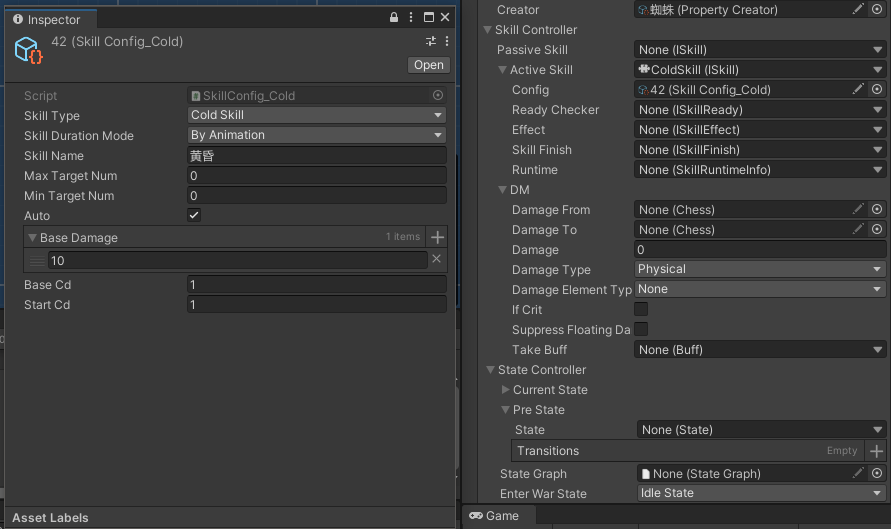 Inspector
42 (Skill Config_Cold)
Open
Script
SkillConfig_Cold
Skill Type
Cold Skill
Skill Duration Mode
By Animation
Skill Name
黄昏
Max Target Num
0
Min Target Num
0
Auto
Base Damage
1 items
10
Base Cd
1
Start Cd
1
Asset Labels
Creator
蜘蛛 (Property Creator)
Skill Controller
Passive Skill
None (ISkill)
Active Skill
ColdSkill (ISkill)
Config
42 (Skill Config_Cold)
Ready Checker
None (ISkillReady)
Effect
None (ISkillEffect)
Skill Finish
None (ISkillFinish)
Runtime
None (SkillRuntimeInfo)
DM
Damage From
None (Chess)
Damage To
None (Chess)
Damage
0
Damage Type
Physical
Damage Element Typ
None
If Crit
Suppress Floating Da
Take Buff
None (Buff)
State Controller
Current State
Pre State
State
None (State)
Transitions
Empty
State Graph
None (State Graph)
Enter War State
Idle State
Game